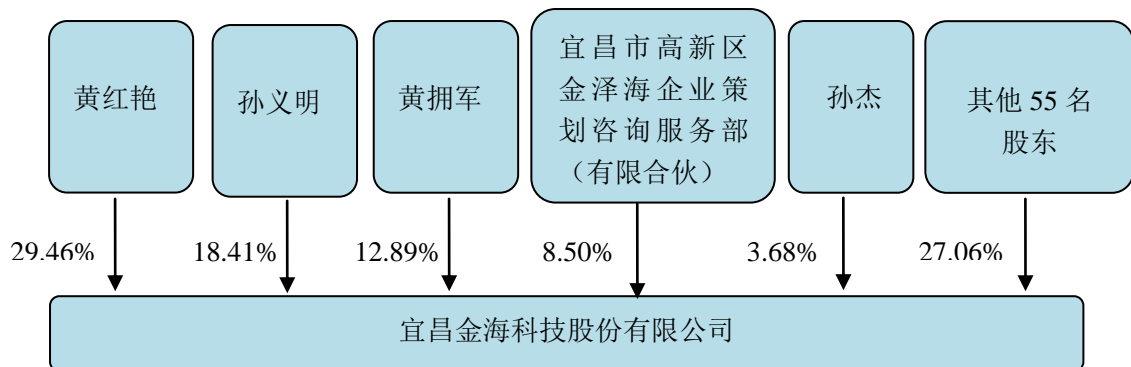 黄红艳
孙义明
黄拥军
宜昌市高新区
金泽海企业策
划咨询服务部
（有限合伙）
孙杰
其他 55 名
股东
29.46%
18.41%
12.89%
8.50%
3.68%
27.06%
宜昌金海科技股份有限公司